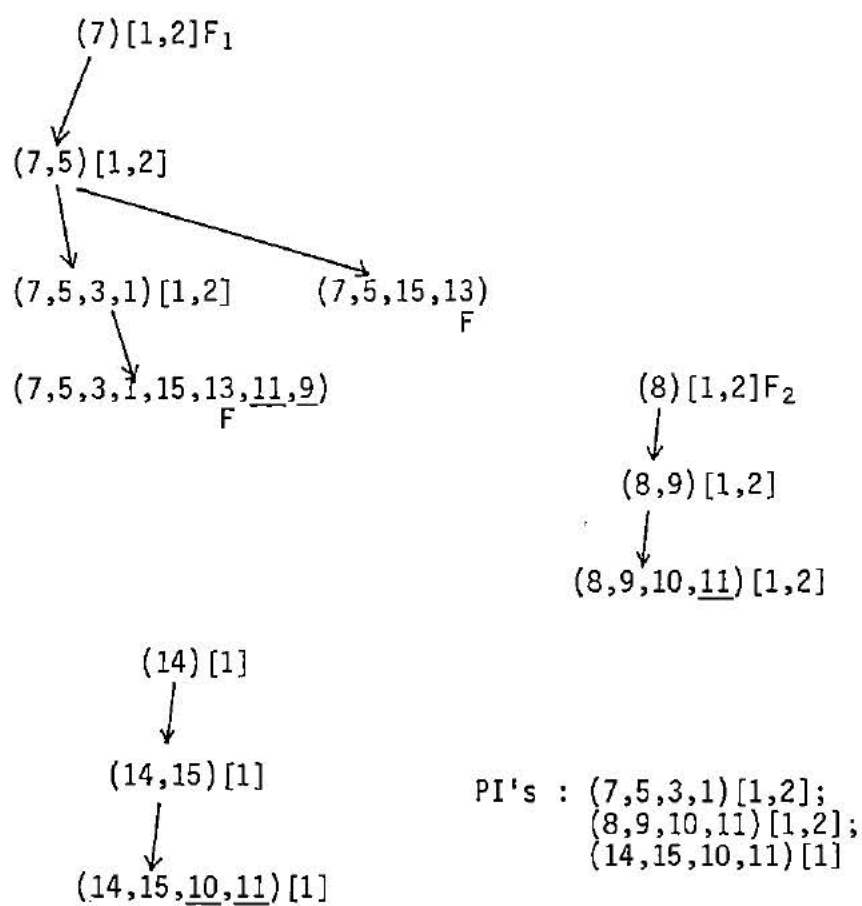 (7)[1,2]F₁
(7,5)[1,2]
(7,5,3,1)[1,2]
(7,5,15,13)
F
(7,5,3,1,15,13,11,9)
F
(8)[1,2]F₂
(8,9)[1,2]
(8,9,10,11)[1,2]
(14)[1]
(14,15)[1]
(14,15,10,11)[1]
PI's : (7,5,3,1)[1,2];
(8,9,10,11)[1,2];
(14,15,10,11)[1]